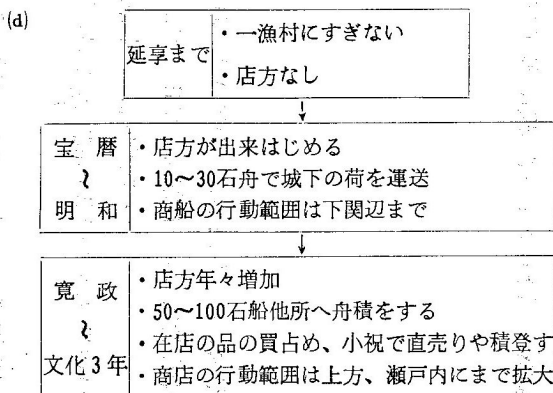 (d)
・一漁村にすぎない
延享まで
・店方なし
宝暦 ・店方が出来はじめる
〜 ・10〜30石舟で城下の荷を運送
明和 ・商船の行動範囲は下関辺まで
・店方年々増加
寛政 ・50〜100石船他所へ舟積をする
〜 ・在店の品の買占め、小祝で直売りや積登す
文化3年 ・商店の行動範囲は上方、瀬戸内にまで拡大